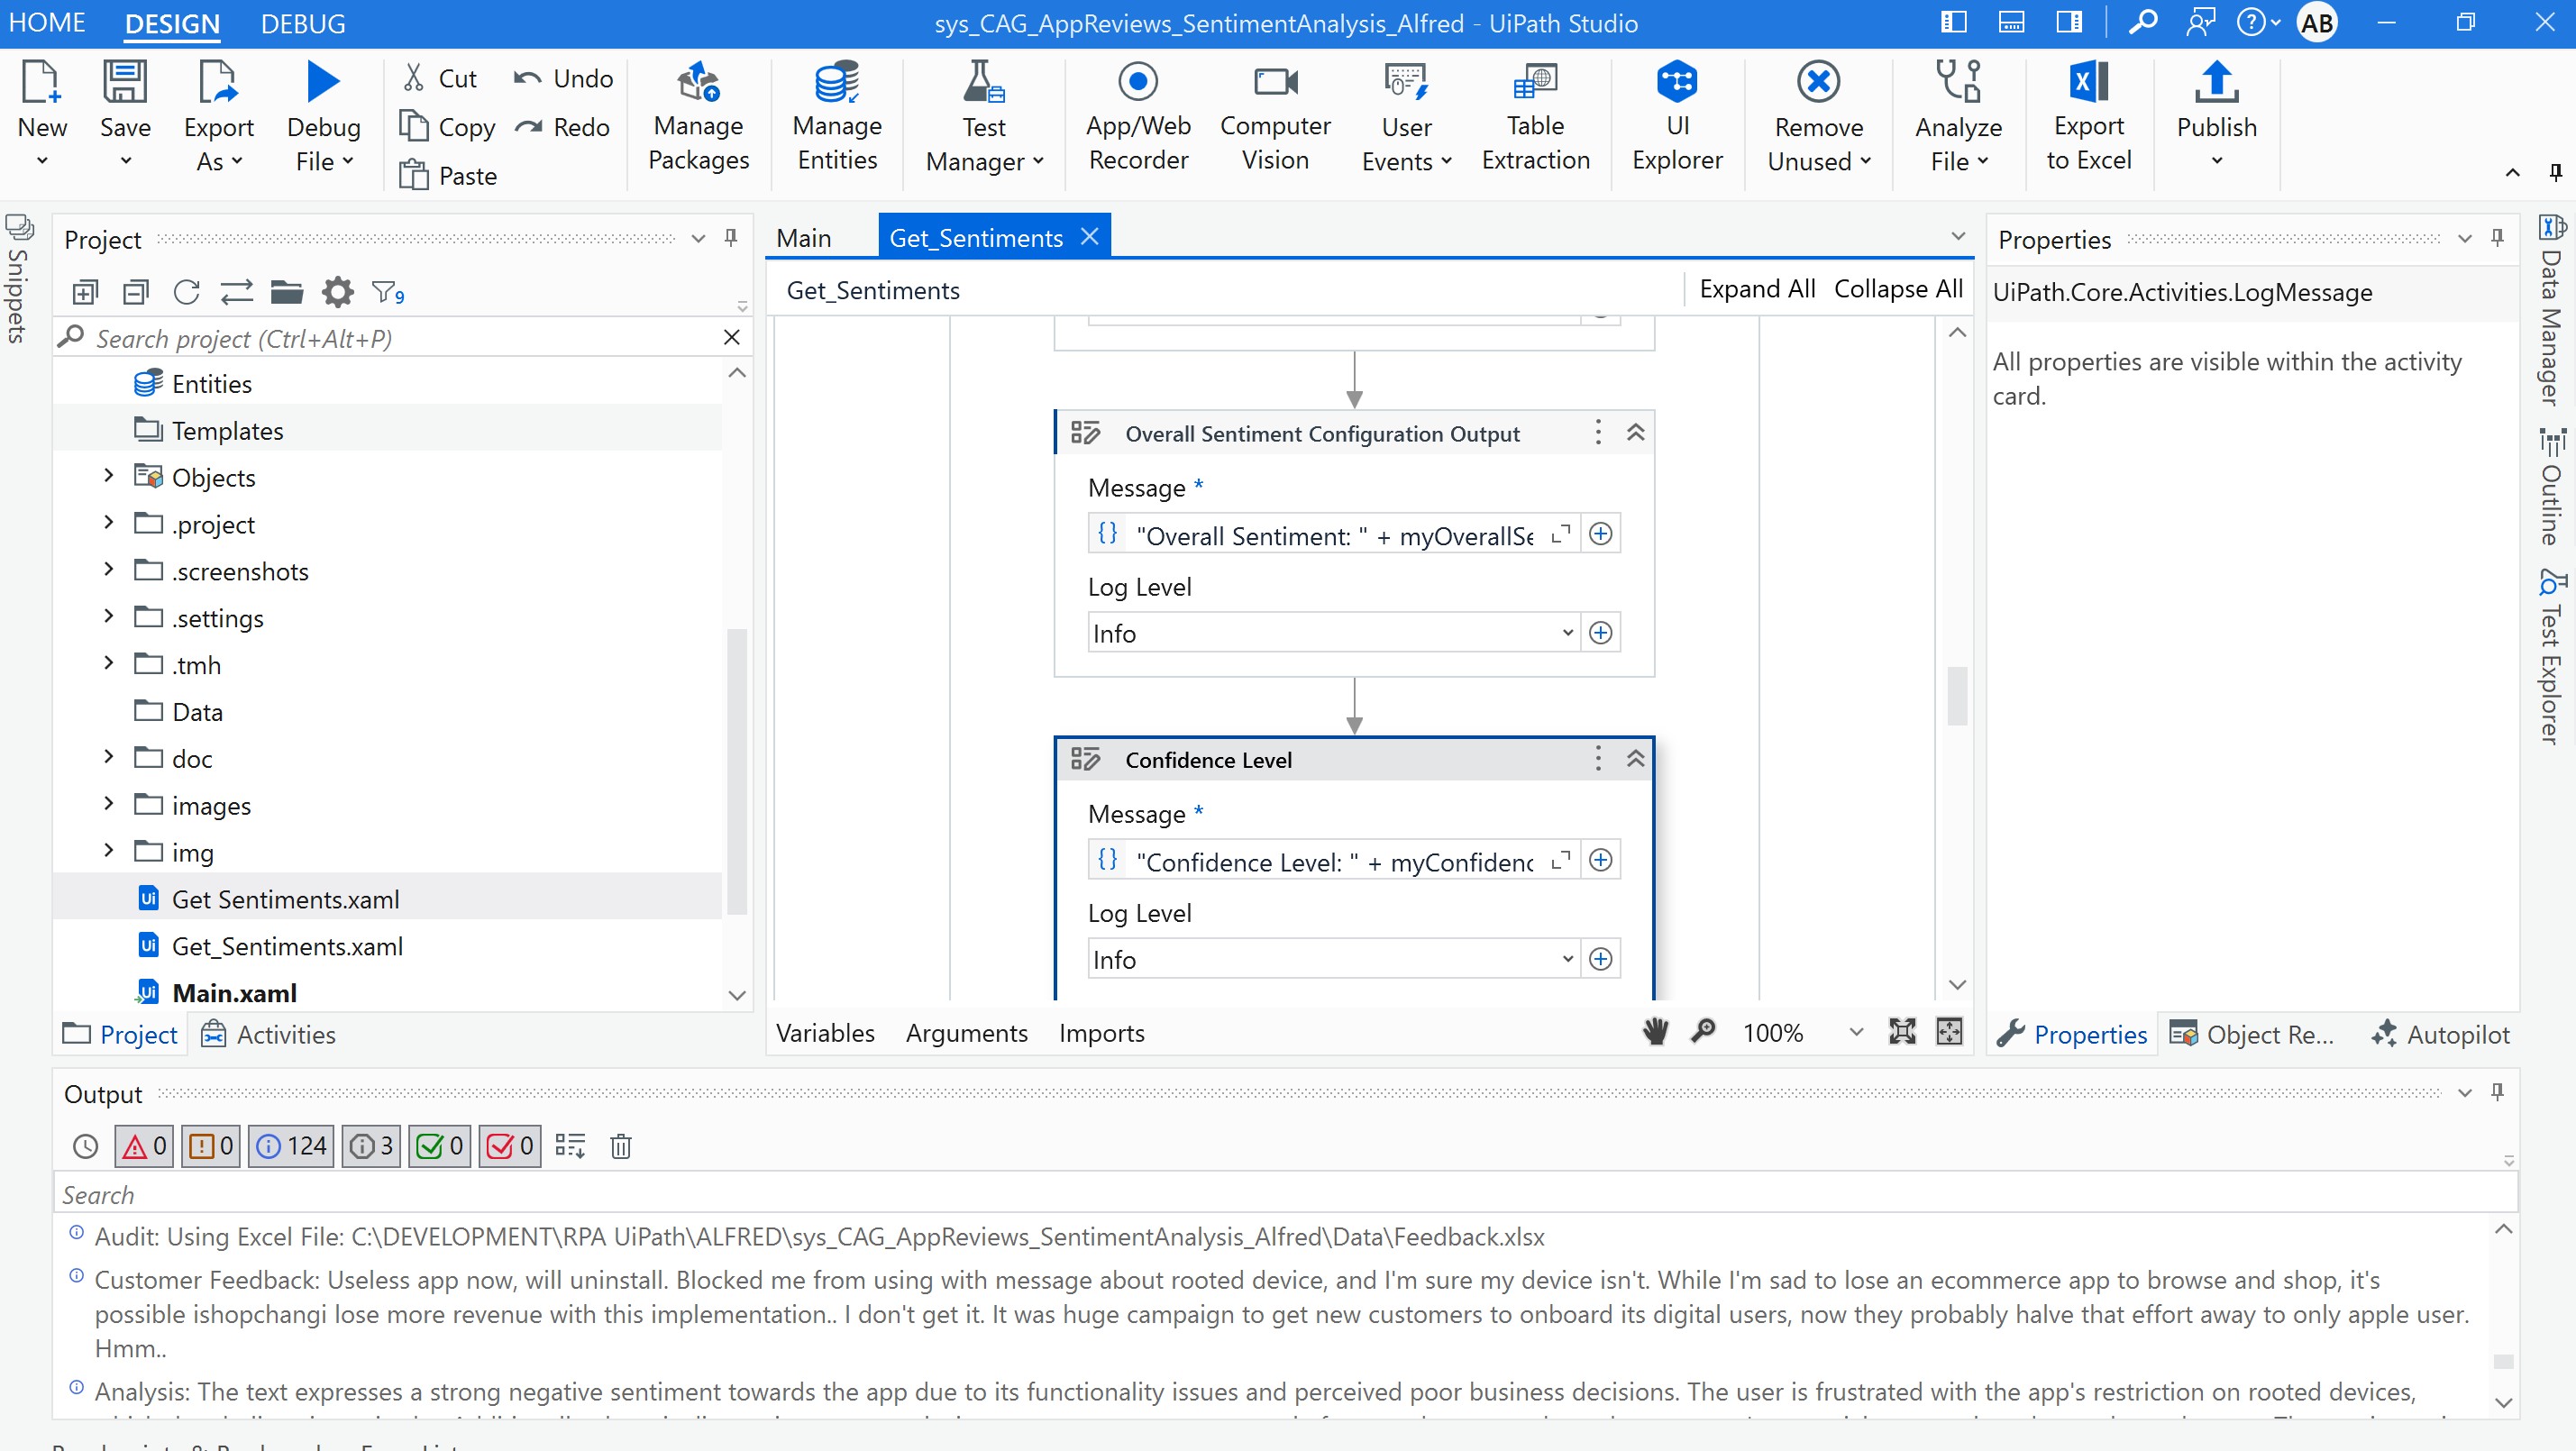 HOME DESIGN DEBUG sys_CAG_AppReviews_SentimentAnalysis_Alfred - UiPath Studio AB
New
Save
Export As
Debug File
Cut
Copy
Paste
Undo
Redo
Manage Packages
Manage Entities
Test Manager
App/Web Recorder
Computer Vision
User Events
Table Extraction
UI Explorer
Remove Unused
Analyze File
Export to Excel
Publish
Snippets
Project
9
Search project (Ctrl+Alt+P)
Entities
Templates
Objects
.project
.screenshots
.settings
.tmh
Data
doc
images
img
Get Sentiments.xaml
Get_Sentiments.xaml
Main.xaml
Project Activities
Main Get_Sentiments
Get_Sentiments Expand All Collapse All
Overall Sentiment Configuration Output
Message *
{} "Overall Sentiment: " + myOverallSe
Log Level
Info
Confidence Level
Message *
{} "Confidence Level: " + myConfidenc
Log Level
Info
Variables Arguments Imports 100%
Properties
UiPath.Core.Activities.LogMessage
All properties are visible within the activity
card.
Properties Object Re... Autopilot
Data Manager
Outline
Test Explorer
Output
0 0 124 3 0 0
Search
Audit: Using Excel File: C:\DEVELOPMENT\RPA UiPath\ALFRED\sys_CAG_AppReviews_SentimentAnalysis_Alfred\Data\Feedback.xlsx
Customer Feedback: Useless app now, will uninstall. Blocked me from using with message about rooted device, and I'm sure my device isn't. While I'm sad to lose an ecommerce app to browse and shop, it's
possible ishopchangi lose more revenue with this implementation.. I don't get it. It was huge campaign to get new customers to onboard its digital users, now they probably halve that effort away to only apple user.
Hmm..
Analysis: The text expresses a strong negative sentiment towards the app due to its functionality issues and perceived poor business decisions. The user is frustrated with the app's restriction on rooted devices,